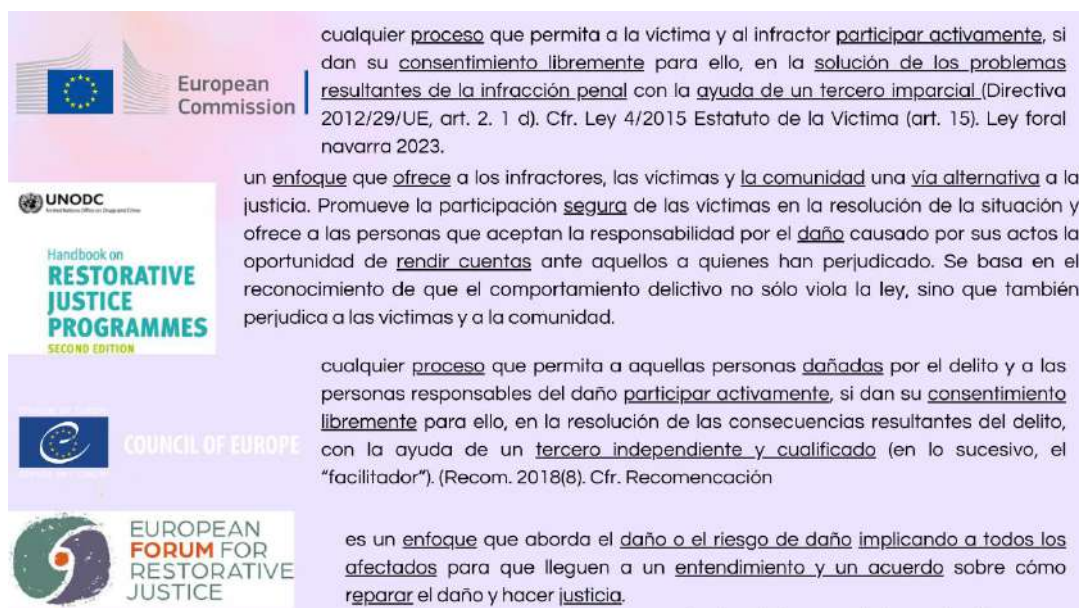 European
Commission
cualquier proceso que permita a la víctima y al infractor participar activamente, si
dan su consentimiento libremente para ello, en la solución de los problemas
resultantes de la infracción penal con la ayuda de un tercero imparcial (Directiva
2012/29/UE, art. 2. 1 d). Cfr. Ley 4/2015 Estatuto de la Víctima (art. 15). Ley foral
navarra 2023.
UNODC
United Nations Office on Drugs and Crime
Handbook on
RESTORATIVE
JUSTICE
PROGRAMMES
SECOND EDITION
un enfoque que ofrece a los infractores, las víctimas y la comunidad una vía alternativa a la
justicia. Promueve la participación segura de las víctimas en la resolución de la situación y
ofrece a las personas que aceptan la responsabilidad por el daño causado por sus actos la
oportunidad de rendir cuentas ante aquellos a quienes han perjudicado. Se basa en el
reconocimiento de que el comportamiento delictivo no sólo viola la ley, sino que también
perjudica a las víctimas y a la comunidad.
COUNCIL OF EUROPE
cualquier proceso que permita a aquellas personas dañadas por el delito y a las
personas responsables del daño participar activamente, si dan su consentimiento
libremente para ello, en la resolución de las consecuencias resultantes del delito,
con la ayuda de un tercero independiente y cualificado (en lo sucesivo, el
"facilitador"). (Recom. 2018(8). Cfr. Recomencación
EUROPEAN
FORUM FOR
RESTORATIVE
JUSTICE
es un enfoque que aborda el daño o el riesgo de daño implicando a todos los
afectados para que lleguen a un entendimiento y un acuerdo sobre cómo
reparar el daño y hacer justicia.